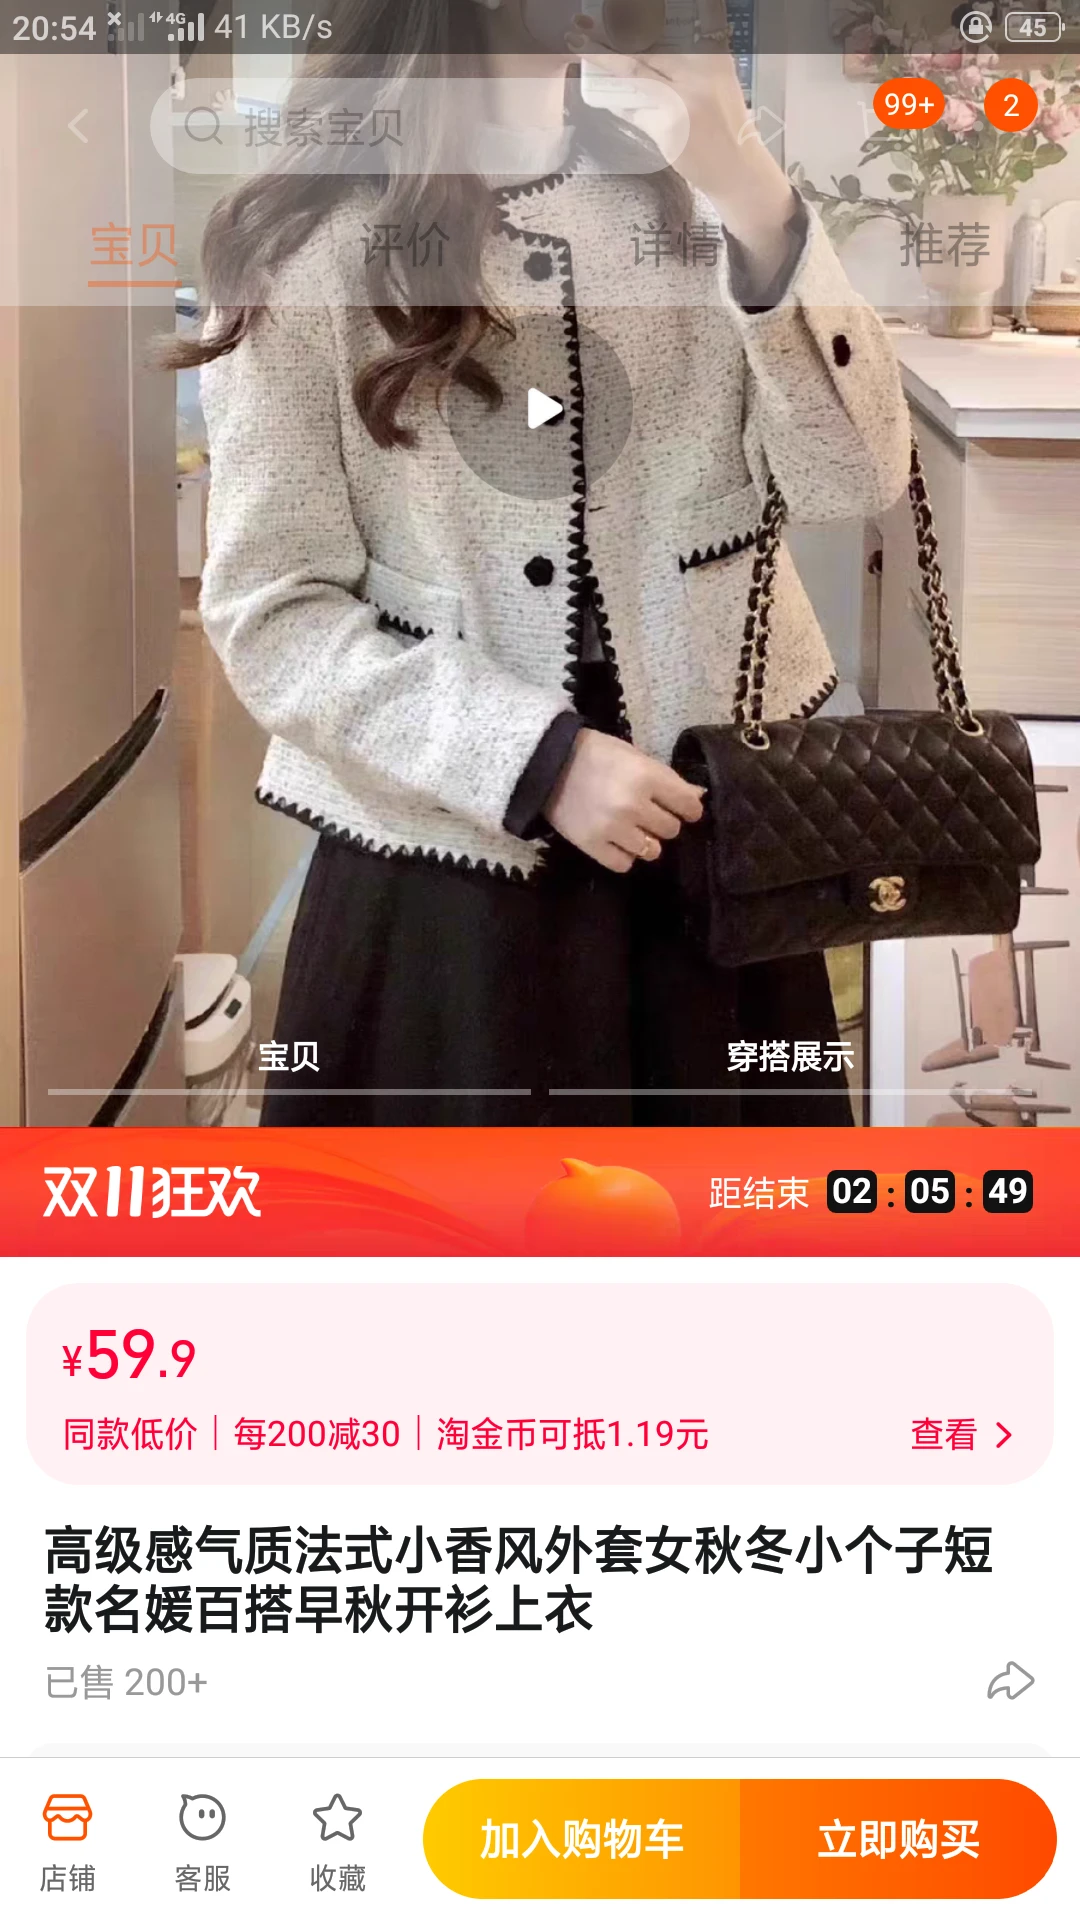 20:54 4G 41 KB/s 45
搜索宝贝 99+ 2
宝贝 评价 详情 推荐
宝贝 穿搭展示
双11狂欢 距结束 02 : 05 : 49
¥59.9
同款低价 | 每200减30 | 淘金币可抵1.19元 查看
高级感气质法式小香风外套女秋冬小个子短
款名媛百搭早秋开衫上衣
已售 200+
店铺 客服 收藏 加入购物车 立即购买